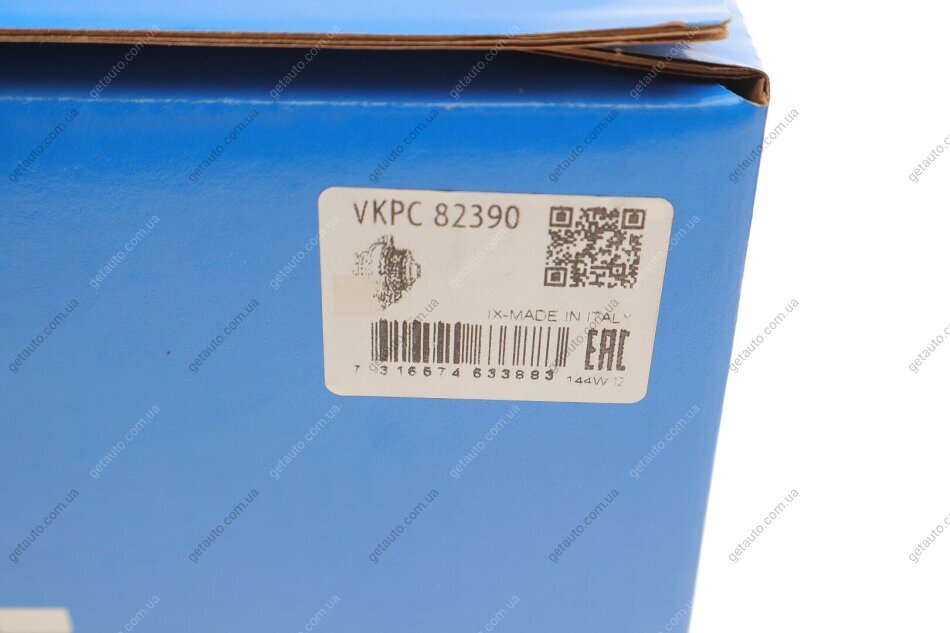 VKPC 82390
IX-MADE IN ITALY
EAC
7 316574 633883
144W 12
getauto.com.ua